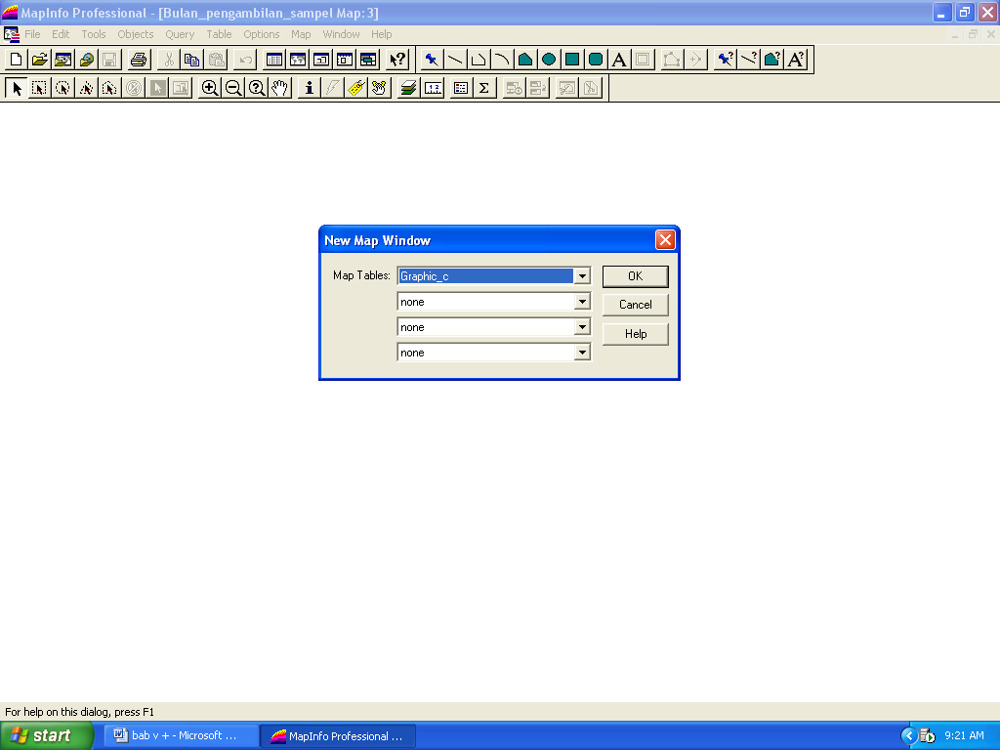 MapInfo Professional - [Bulan_pengambilan_sampel Map:3]
File Edit Tools Objects Query Table Options Map Window Help
New Map Window
Map Tables: Graphic_c OK
none Cancel
none Help
none
For help on this dialog, press F1
start bab v + - Microsoft ... MapInfo Professional ... 9:21 AM